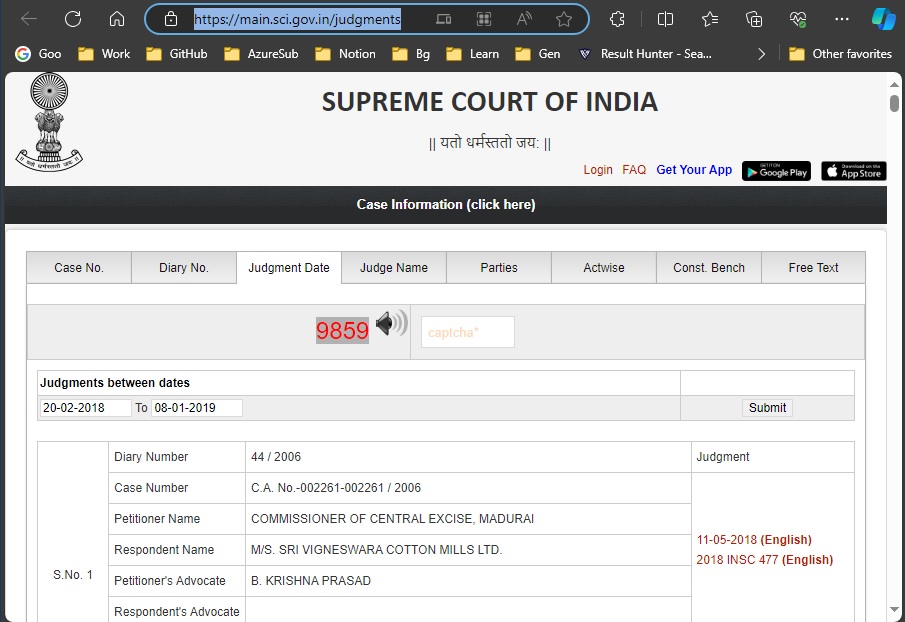 https://main.sci.gov.in/judgments
Goo Work GitHub AzureSub Notion Bg Learn Gen Result Hunter - Sea... Other favorites
SUPREME COURT OF INDIA
|| यतो धर्मस्ततो जय: ||
Login FAQ Get Your App GET IT ON Google Play Download on the App Store
Case Information (click here)
Case No. Diary No. Judgment Date Judge Name Parties Actwise Const. Bench Free Text
9859 captcha*
Judgments between dates
20-02-2018 To 08-01-2019 Submit
Diary Number 44 / 2006 Judgment
Case Number C.A. No.-002261-002261 / 2006
Petitioner Name COMMISSIONER OF CENTRAL EXCISE, MADURAI
11-05-2018 (English)
Respondent Name M/S. SRI VIGNESWARA COTTON MILLS LTD.
2018 INSC 477 (English)
S.No. 1
Petitioner's Advocate B. KRISHNA PRASAD
Respondent's Advocate